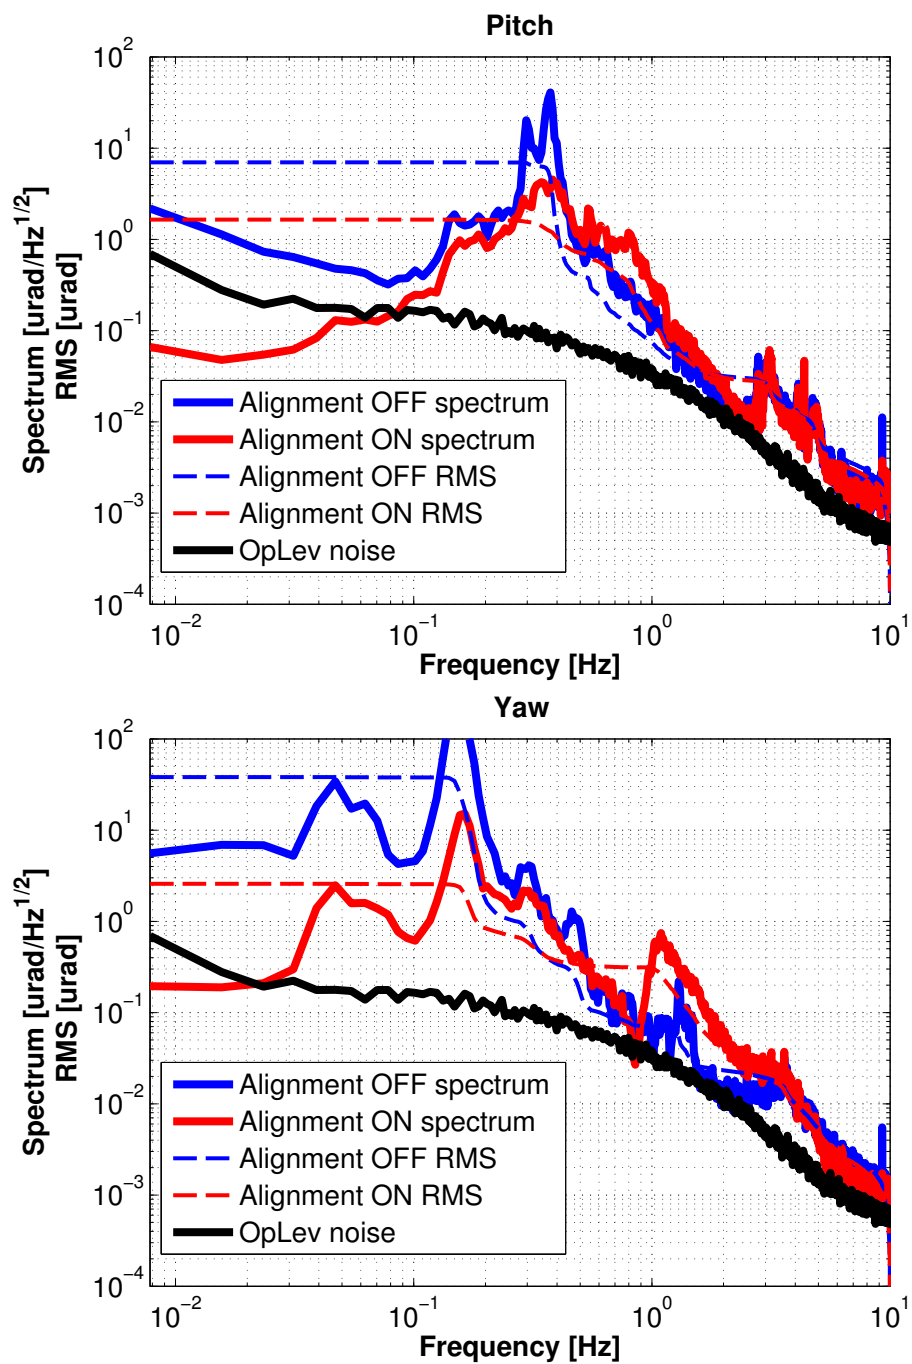 Pitch
10^2
10^1
10^0
10^−1
10^−2
10^−3
10^−4
Spectrum [urad/Hz^1/2]
RMS [urad]
Alignment OFF spectrum
Alignment ON spectrum
Alignment OFF RMS
Alignment ON RMS
OpLev noise
10^−2 10^−1 10^0 10^1
Frequency [Hz]
Yaw
10^2
10^1
10^0
10^−1
10^−2
10^−3
10^−4
Spectrum [urad/Hz^1/2]
RMS [urad]
Alignment OFF spectrum
Alignment ON spectrum
Alignment OFF RMS
Alignment ON RMS
OpLev noise
10^−2 10^−1 10^0 10^1
Frequency [Hz]